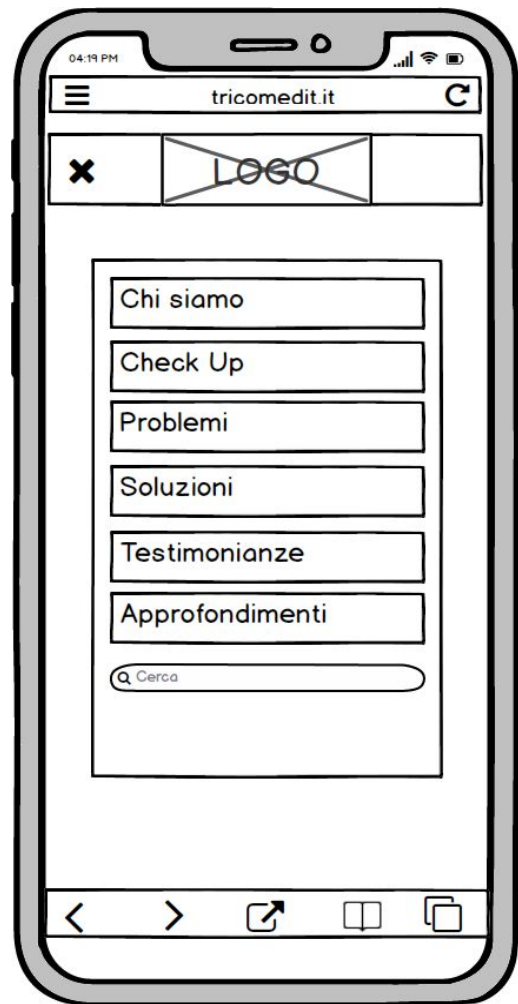 04:19 PM
tricomedit.it
LOGO
Chi siamo
Check Up
Problemi
Soluzioni
Testimonianze
Approfondimenti
Cerca